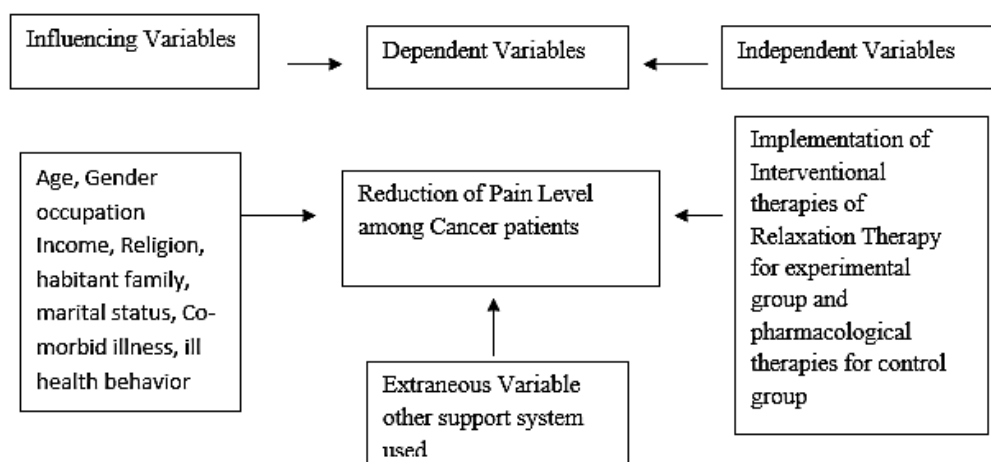 Influencing Variables
Dependent Variables
Independent Variables
Age, Gender
occupation
Income, Religion,
habitant family,
marital status, Co-
morbid illness, ill
health behavior
Reduction of Pain Level
among Cancer patients
Implementation of
Interventional
therapies of
Relaxation Therapy
for experimental
group and
pharmacological
therapies for control
group
Extraneous Variable
other support system
used